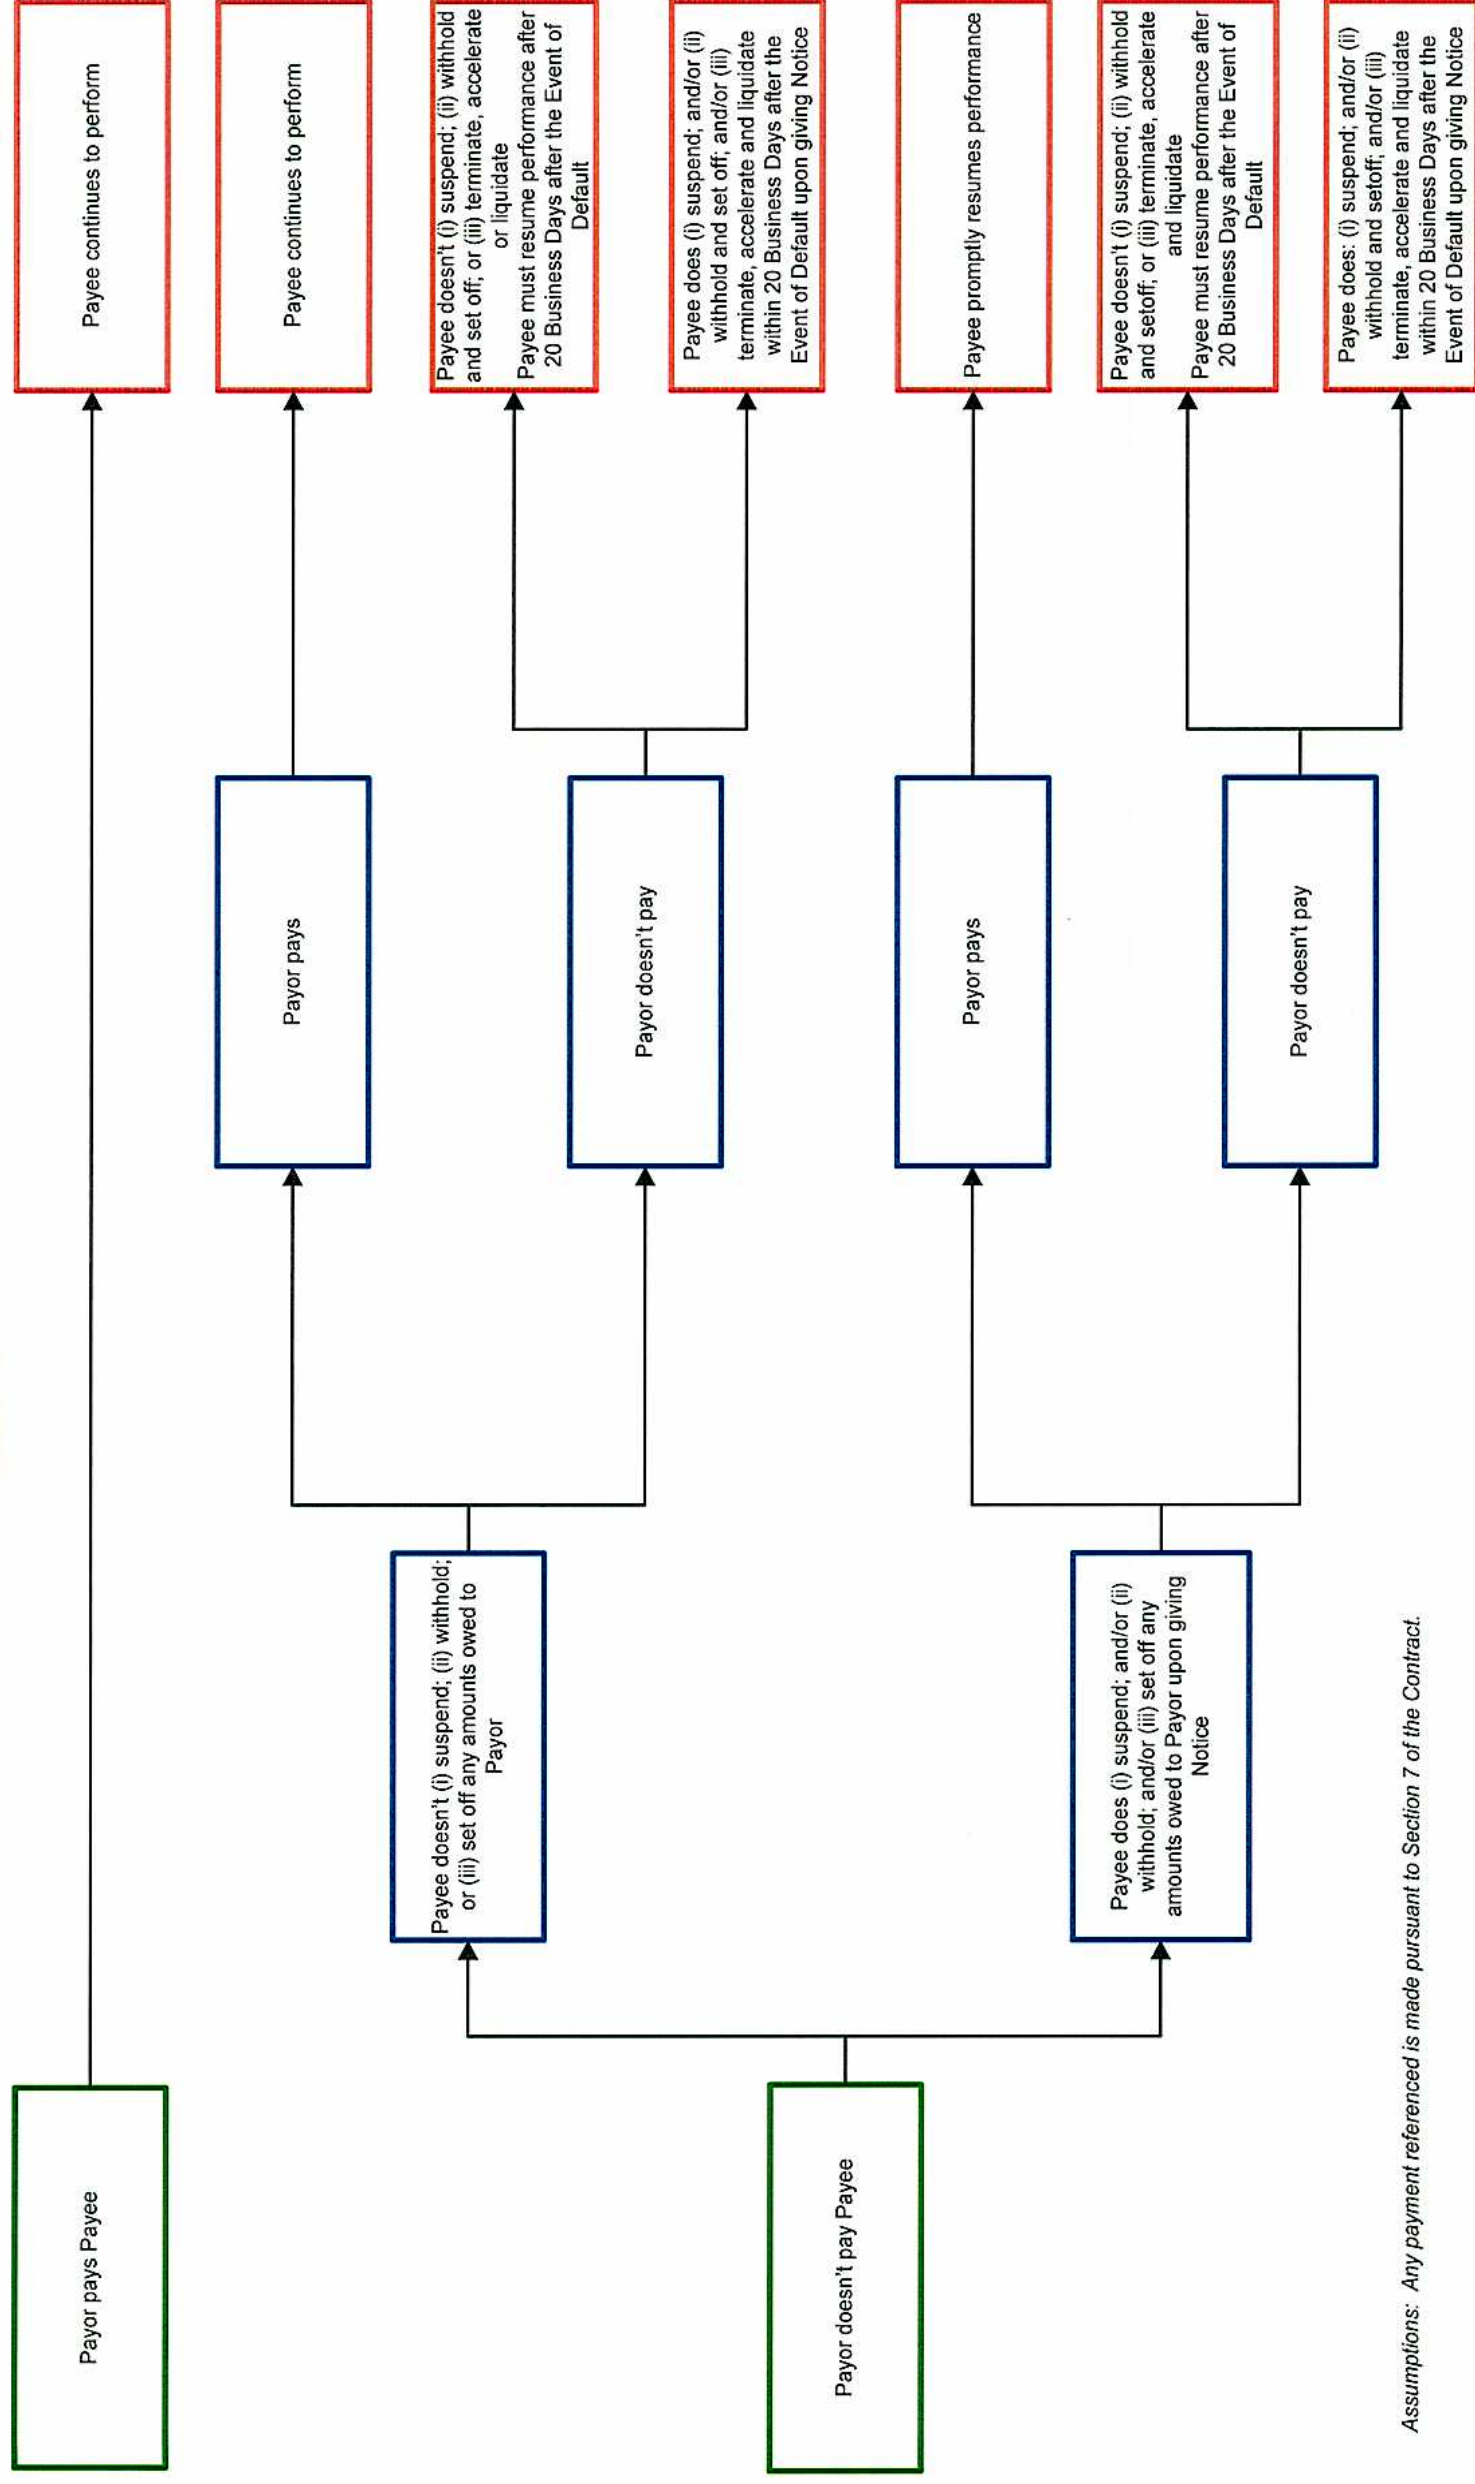 Payor pays Payee
Payee continues to perform
Payor doesn't pay Payee
Payee doesn't (i) suspend; (ii) withhold;
or (iii) set off any amounts owed to
Payor
Payor pays
Payee continues to perform
Payor doesn't pay
Payee doesn't (i) suspend; (ii) withhold
and set off; or (iii) terminate, accelerate
or liquidate
Payee must resume performance after
20 Business Days after the Event of
Default
Payee does (i) suspend; and/or (ii)
withhold and set off; and/or (iii)
terminate, accelerate and liquidate
within 20 Business Days after the
Event of Default upon giving Notice
Payee does (i) suspend; and/or (ii)
withhold; and/or (iii) set off any
amounts owed to Payor upon giving
Notice
Payor pays
Payee promptly resumes performance
Payor doesn't pay
Payee doesn't (i) suspend; (ii) withhold
and setoff; or (iii) terminate, accelerate
and liquidate
Payee must resume performance after
20 Business Days after the Event of
Default
Payee does: (i) suspend; and/or (ii)
withhold and setoff; and/or (iii)
terminate, accelerate and liquidate
within 20 Business Days after the
Event of Default upon giving Notice
Assumptions: Any payment referenced is made pursuant to Section 7 of the Contract.